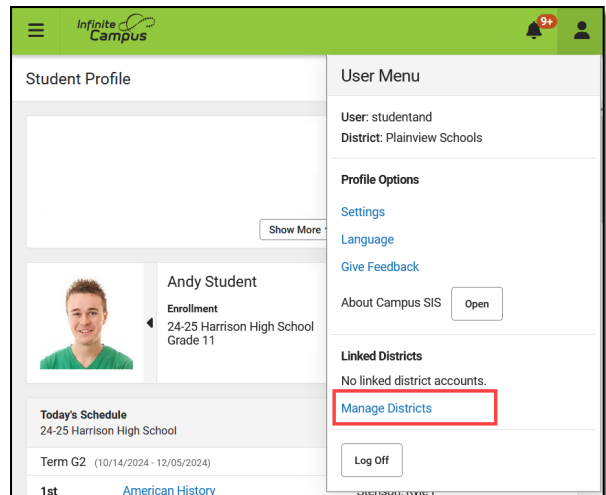 Infinite
Campus
9+
Student Profile
Show More
Andy Student
Enrollment
24-25 Harrison High School
Grade 11
Today's Schedule
24-25 Harrison High School
Term G2 (10/14/2024 - 12/05/2024)
1st American History
User Menu
User: studentand
District: Plainview Schools
Profile Options
Settings
Language
Give Feedback
About Campus SIS Open
Linked Districts
No linked district accounts.
Manage Districts
Log Off